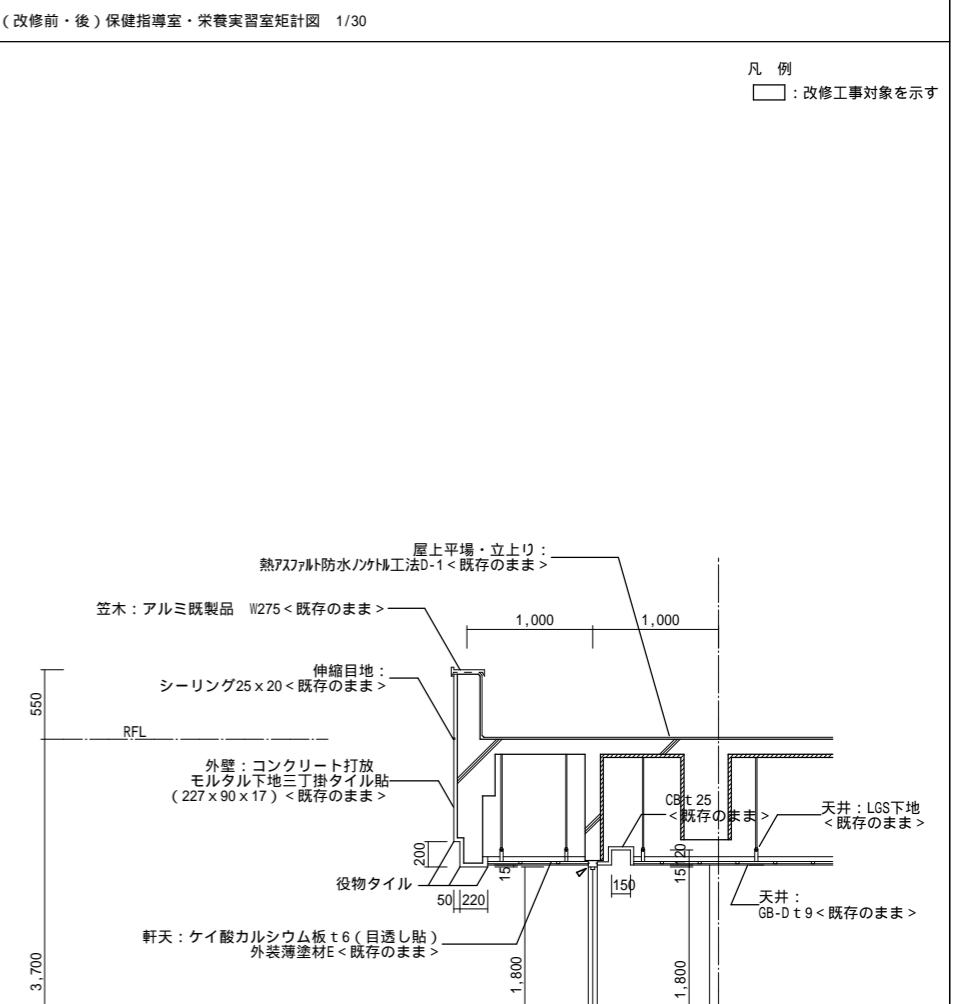 (改修前・後)保健指導室・栄養実習室矩計図 1/30
凡 例
:改修工事対象を示す
屋上平場・立上り:
熱アスファルト防水ノンケトル工法D-1<既存のまま>
笠木:アルミ既製品 W275<既存のまま>
1,000
1,000
伸縮目地:
シーリング25x20<既存のまま>
550
RFL
外壁:コンクリート打放
モルタル下地三丁掛タイル貼
(227x90x17)<既存のまま>
CB t 25
<既存のまま>
天井:LGS下地
<既存のまま>
200
15
20
15
役物タイル
150
50
220
天井:
GB-D t 9<既存のまま>
軒天:ケイ酸カルシウム板 t 6(目透し貼)
外装薄塗材E<既存のまま>
3,700
1,800
1,800